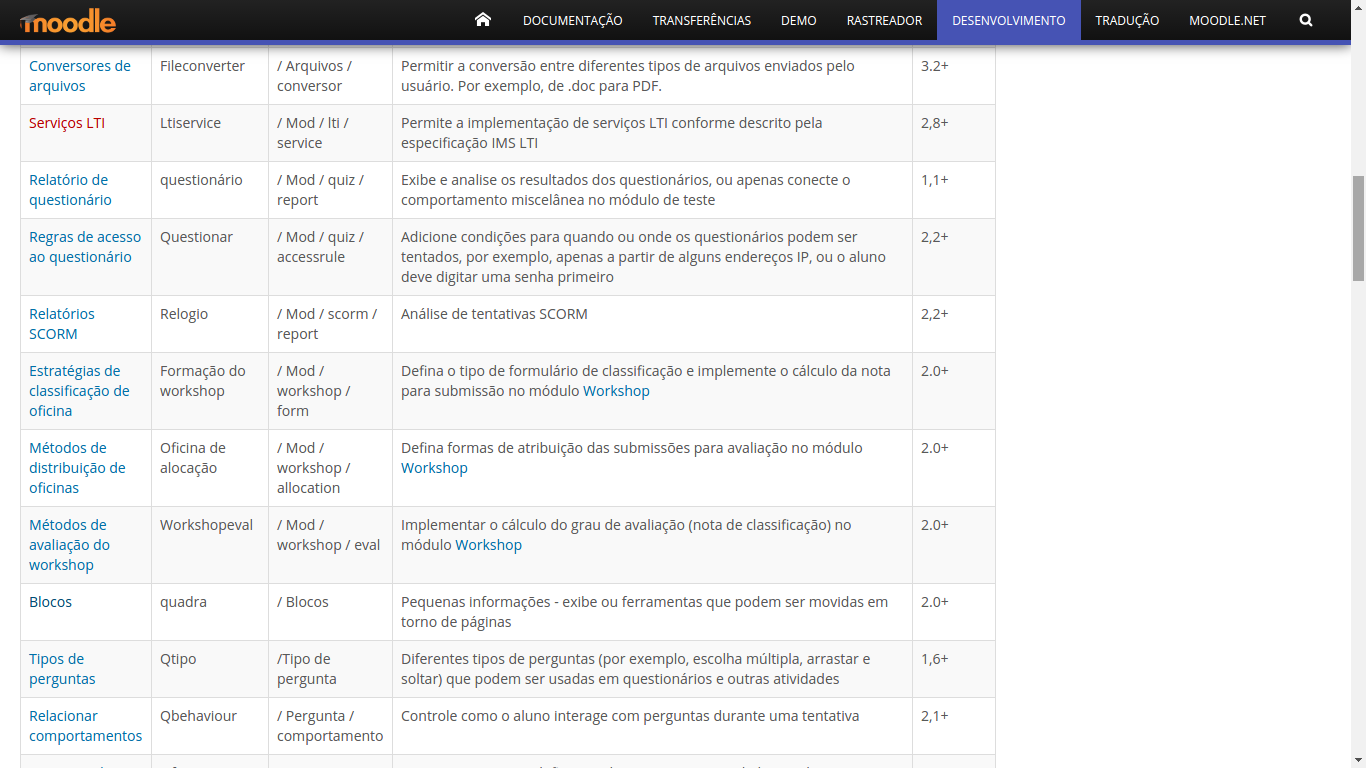 moodle
DOCUMENTAÇÃO TRANSFERÊNCIAS DEMO RASTREADOR DESENVOLVIMENTO TRADUÇÃO MOODLE.NET
Conversores de
arquivos
Fileconverter
/ Arquivos /
conversor
Permitir a conversão entre diferentes tipos de arquivos enviados pelo
usuário. Por exemplo, de .doc para PDF.
3.2+
Serviços LTI
Ltiservice
/ Mod / lti /
service
Permite a implementação de serviços LTI conforme descrito pela
especificação IMS LTI
2,8+
Relatório de
questionário
questionário
/ Mod / quiz /
report
Exibe e analise os resultados dos questionários, ou apenas conecte o
comportamento miscelânea no módulo de teste
1,1+
Regras de acesso
ao questionário
Questionar
/ Mod / quiz /
accessrule
Adicione condições para quando ou onde os questionários podem ser
tentados, por exemplo, apenas a partir de alguns endereços IP, ou o aluno
deve digitar uma senha primeiro
2,2+
Relatórios
SCORM
Relogio
/ Mod / scorm /
report
Análise de tentativas SCORM
2,2+
Estratégias de
classificação de
oficina
Formação do
workshop
/ Mod /
workshop /
form
Defina o tipo de formulário de classificação e implemente o cálculo da nota
para submissão no módulo Workshop
2.0+
Métodos de
distribuição de
oficinas
Oficina de
alocação
/ Mod /
workshop /
allocation
Defina formas de atribuição das submissões para avaliação no módulo
Workshop
2.0+
Métodos de
avaliação do
workshop
Workshopeval
/ Mod /
workshop / eval
Implementar o cálculo do grau de avaliação (nota de classificação) no
módulo Workshop
2.0+
Blocos
quadra
/ Blocos
Pequenas informações - exibe ou ferramentas que podem ser movidas em
torno de páginas
2.0+
Tipos de
perguntas
Qtipo
/Tipo de
pergunta
Diferentes tipos de perguntas (por exemplo, escolha múltipla, arrastar e
soltar) que podem ser usadas em questionários e outras atividades
1,6+
Relacionar
comportamentos
Qbehaviour
/ Pergunta /
comportamento
Controle como o aluno interage com perguntas durante uma tentativa
2,1+